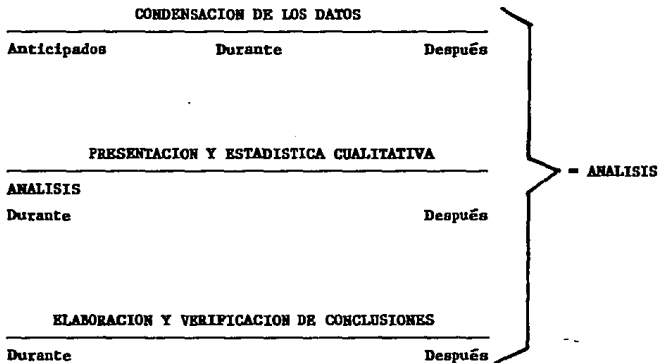 CONDENSACION DE LOS DATOS
Anticipados Durante Después
PRESENTACION Y ESTADISTICA CUALITATIVA
= ANALISIS
ANALISIS
Durante Después
ELABORACION Y VERIFICACION DE CONCLUSIONES
Durante Después